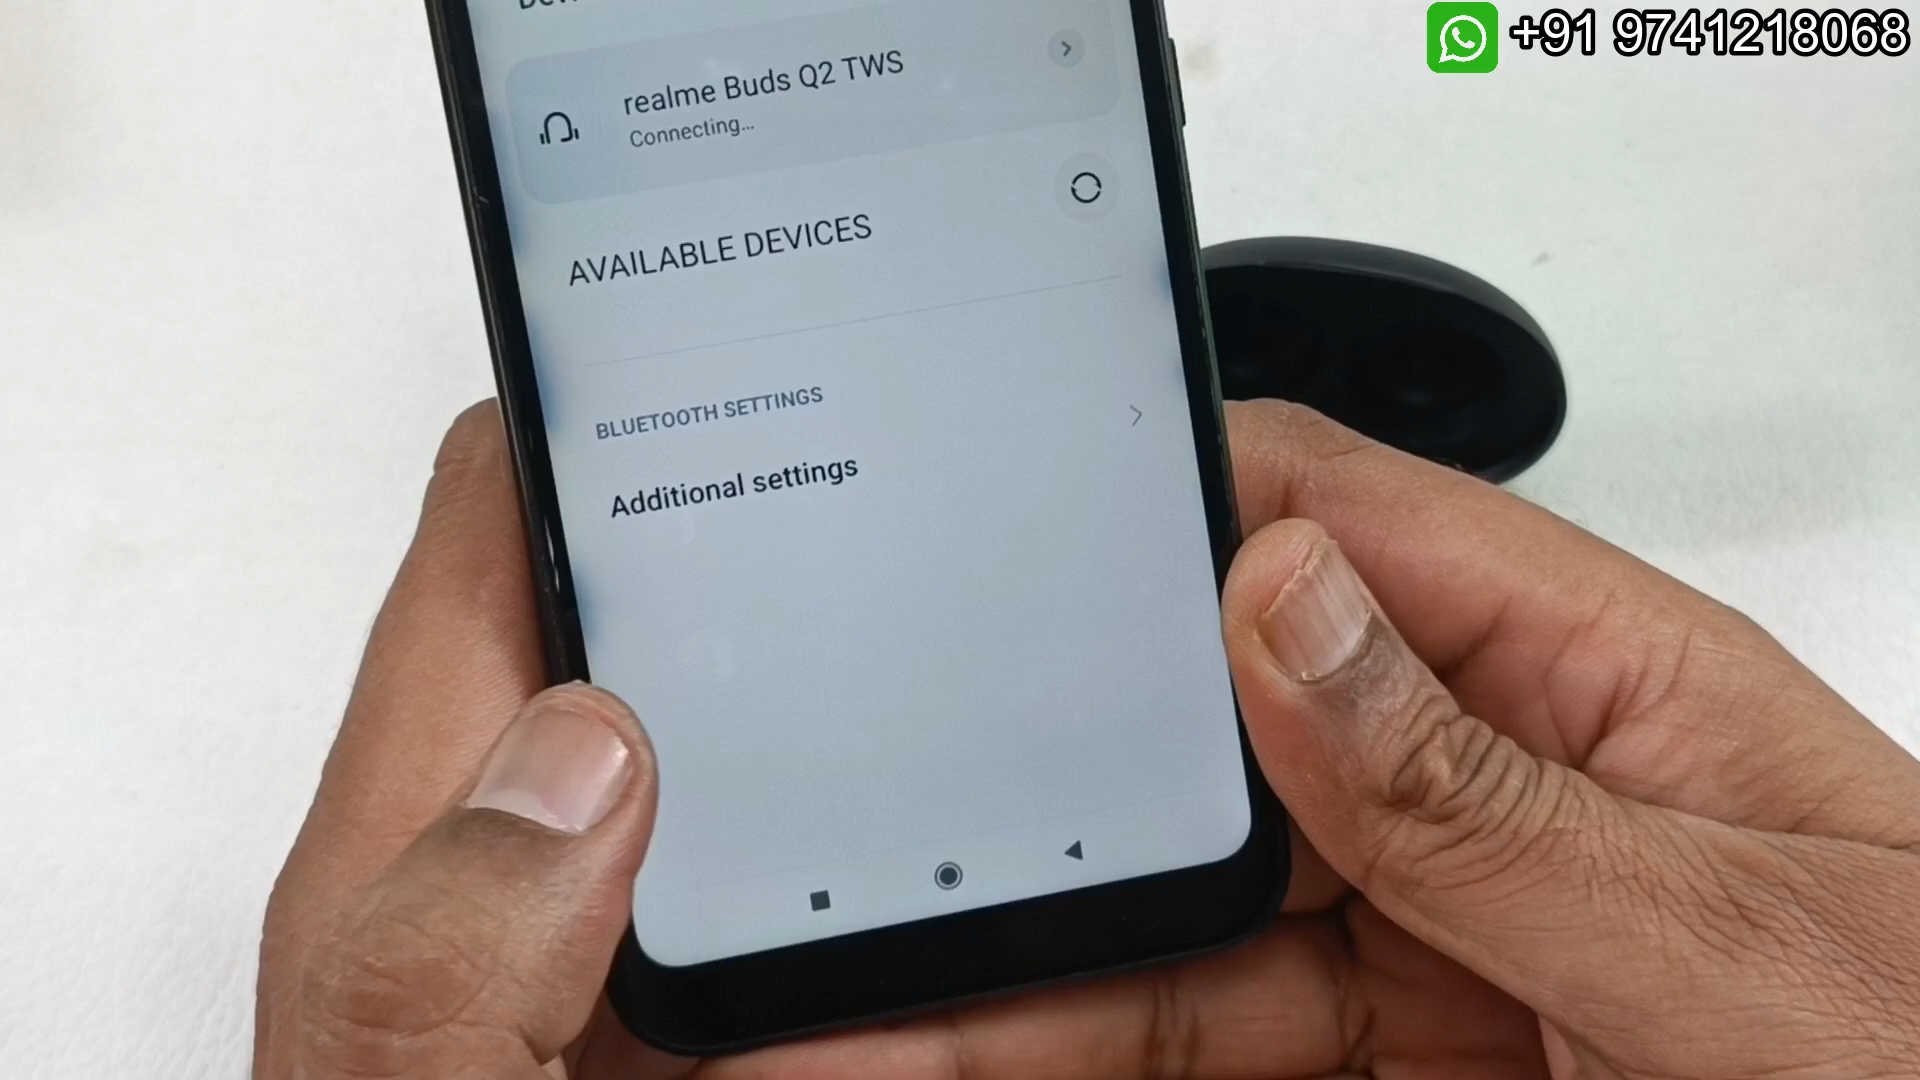 +91 9741218068
realme Buds Q2 TWS
Connecting...
AVAILABLE DEVICES
BLUETOOTH SETTINGS
Additional settings